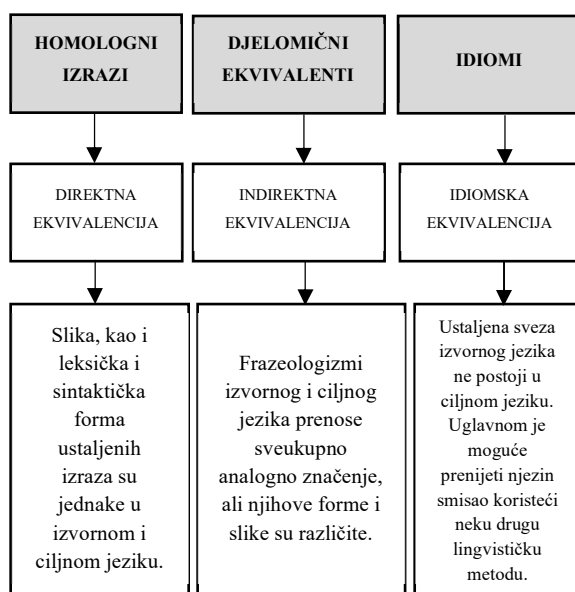 HOMOLOGNI
IZRAZI
DJELOMIČNI
EKVIVALENTI
IDIOMI
DIREKTNA
EKVIVALENCIJA
INDIREKTNA
EKVIVALENCIJA
IDIOMSKA
EKVIVALENCIJA
Slika, kao i
leksička i
sintaktička
forma
ustaljenih
izraza su
jednake u
izvornom i
ciljnom jeziku.
Frazeologizmi
izvornog i ciljnog
jezika prenose
sveukupno
analogno značenje,
ali njihove forme i
slike su različite.
Ustaljena sveza
izvornog jezika
ne postoji u
ciljnom jeziku.
Uglavnom je
moguće
prenijeti njezin
smisao koristeći
neku drugu
lingvističku
metodu.